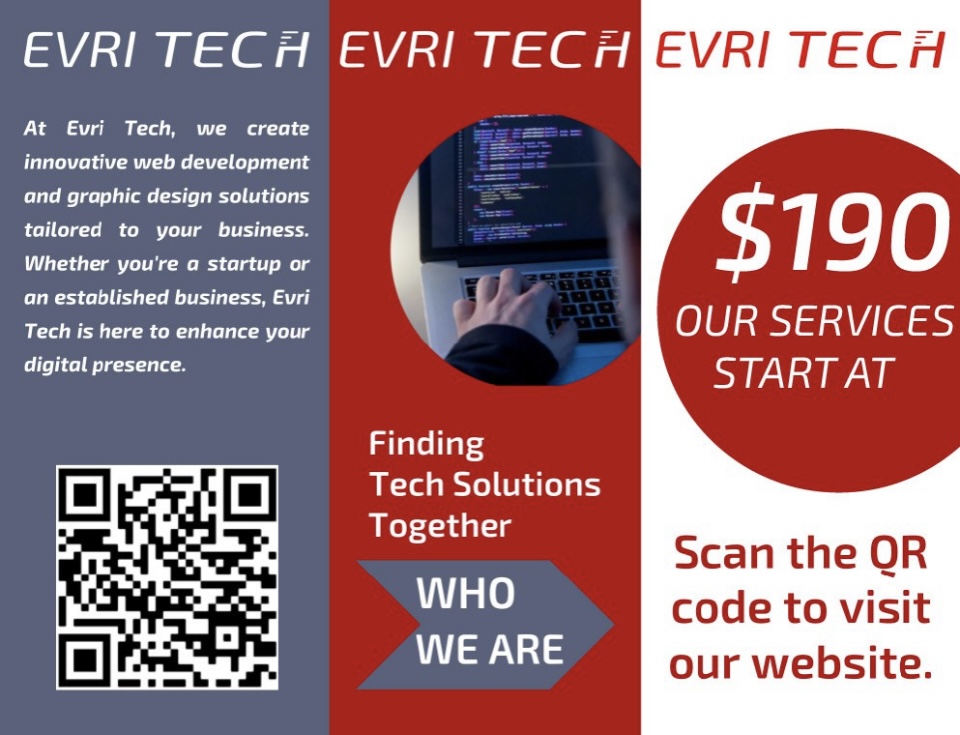 EVRI TECH
At Evri Tech, we create
innovative web development
and graphic design solutions
tailored to your business.
Whether you're a startup or
an established business, Evri
Tech is here to enhance your
digital presence.
EVRI TECH
Finding
Tech Solutions
Together
WHO
WE ARE
EVRI TECH
$190
OUR SERVICES
START AT
Scan the QR
code to visit
our website.